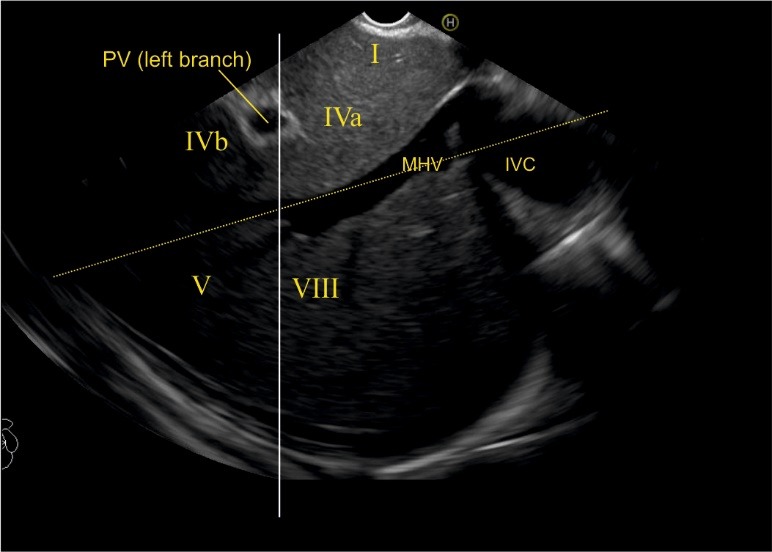 H
I
PV (left branch)
IVa
IVb
MHV
IVC
V
VIII